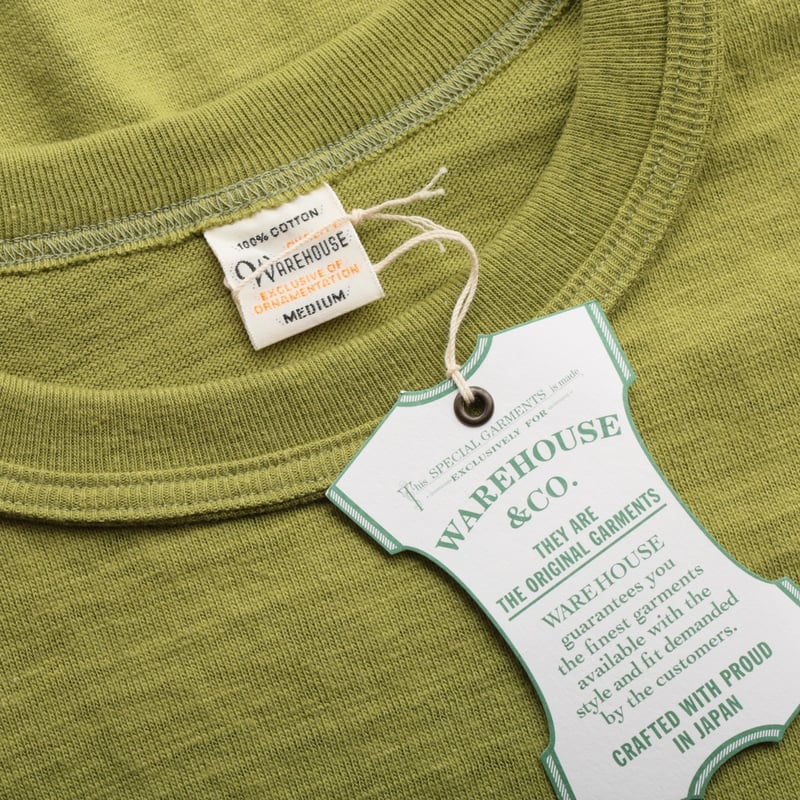 100% COTTON
WAREHOUSE
EXCLUSIVE OF
ORNAMENTATION
MEDIUM
This SPECIAL GARMENTS is made
EXCLUSIVELY FOR
WAREHOUSE
&CO.
THEY ARE
THE ORIGINAL GARMENTS
WAREHOUSE
guarantees you
the finest garments
available with the
style and fit demanded
by the customers.
CRAFTED WITH PROUD
IN JAPAN